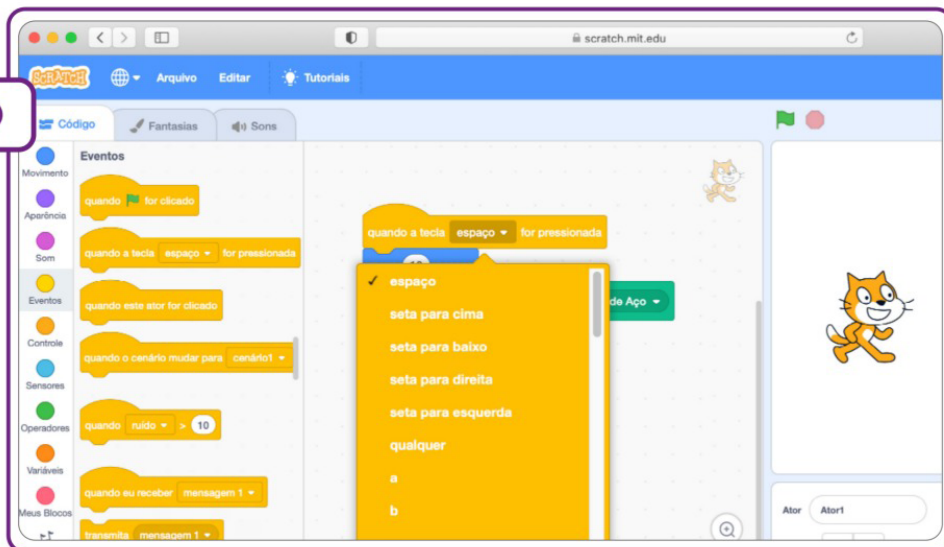 scratch.mit.edu
SCRATCH
Arquivo
Editar
Tutoriais
Código
Fantasias
Sons
Movimento
Aparência
Som
Eventos
Controle
Sensores
Operadores
Variáveis
Meus Blocos
Eventos
quando for clicado
quando a tecla espaço for pressionada
quando este ator for clicado
quando o cenário mudar para cenário1
quando ruído > 10
quando eu receber mensagem 1
transmita mensagem 1
quando a tecla espaço for pressionada
de Aço
✓ espaço
seta para cima
seta para baixo
seta para direita
seta para esquerda
qualquer
a
b
Ator Ator1